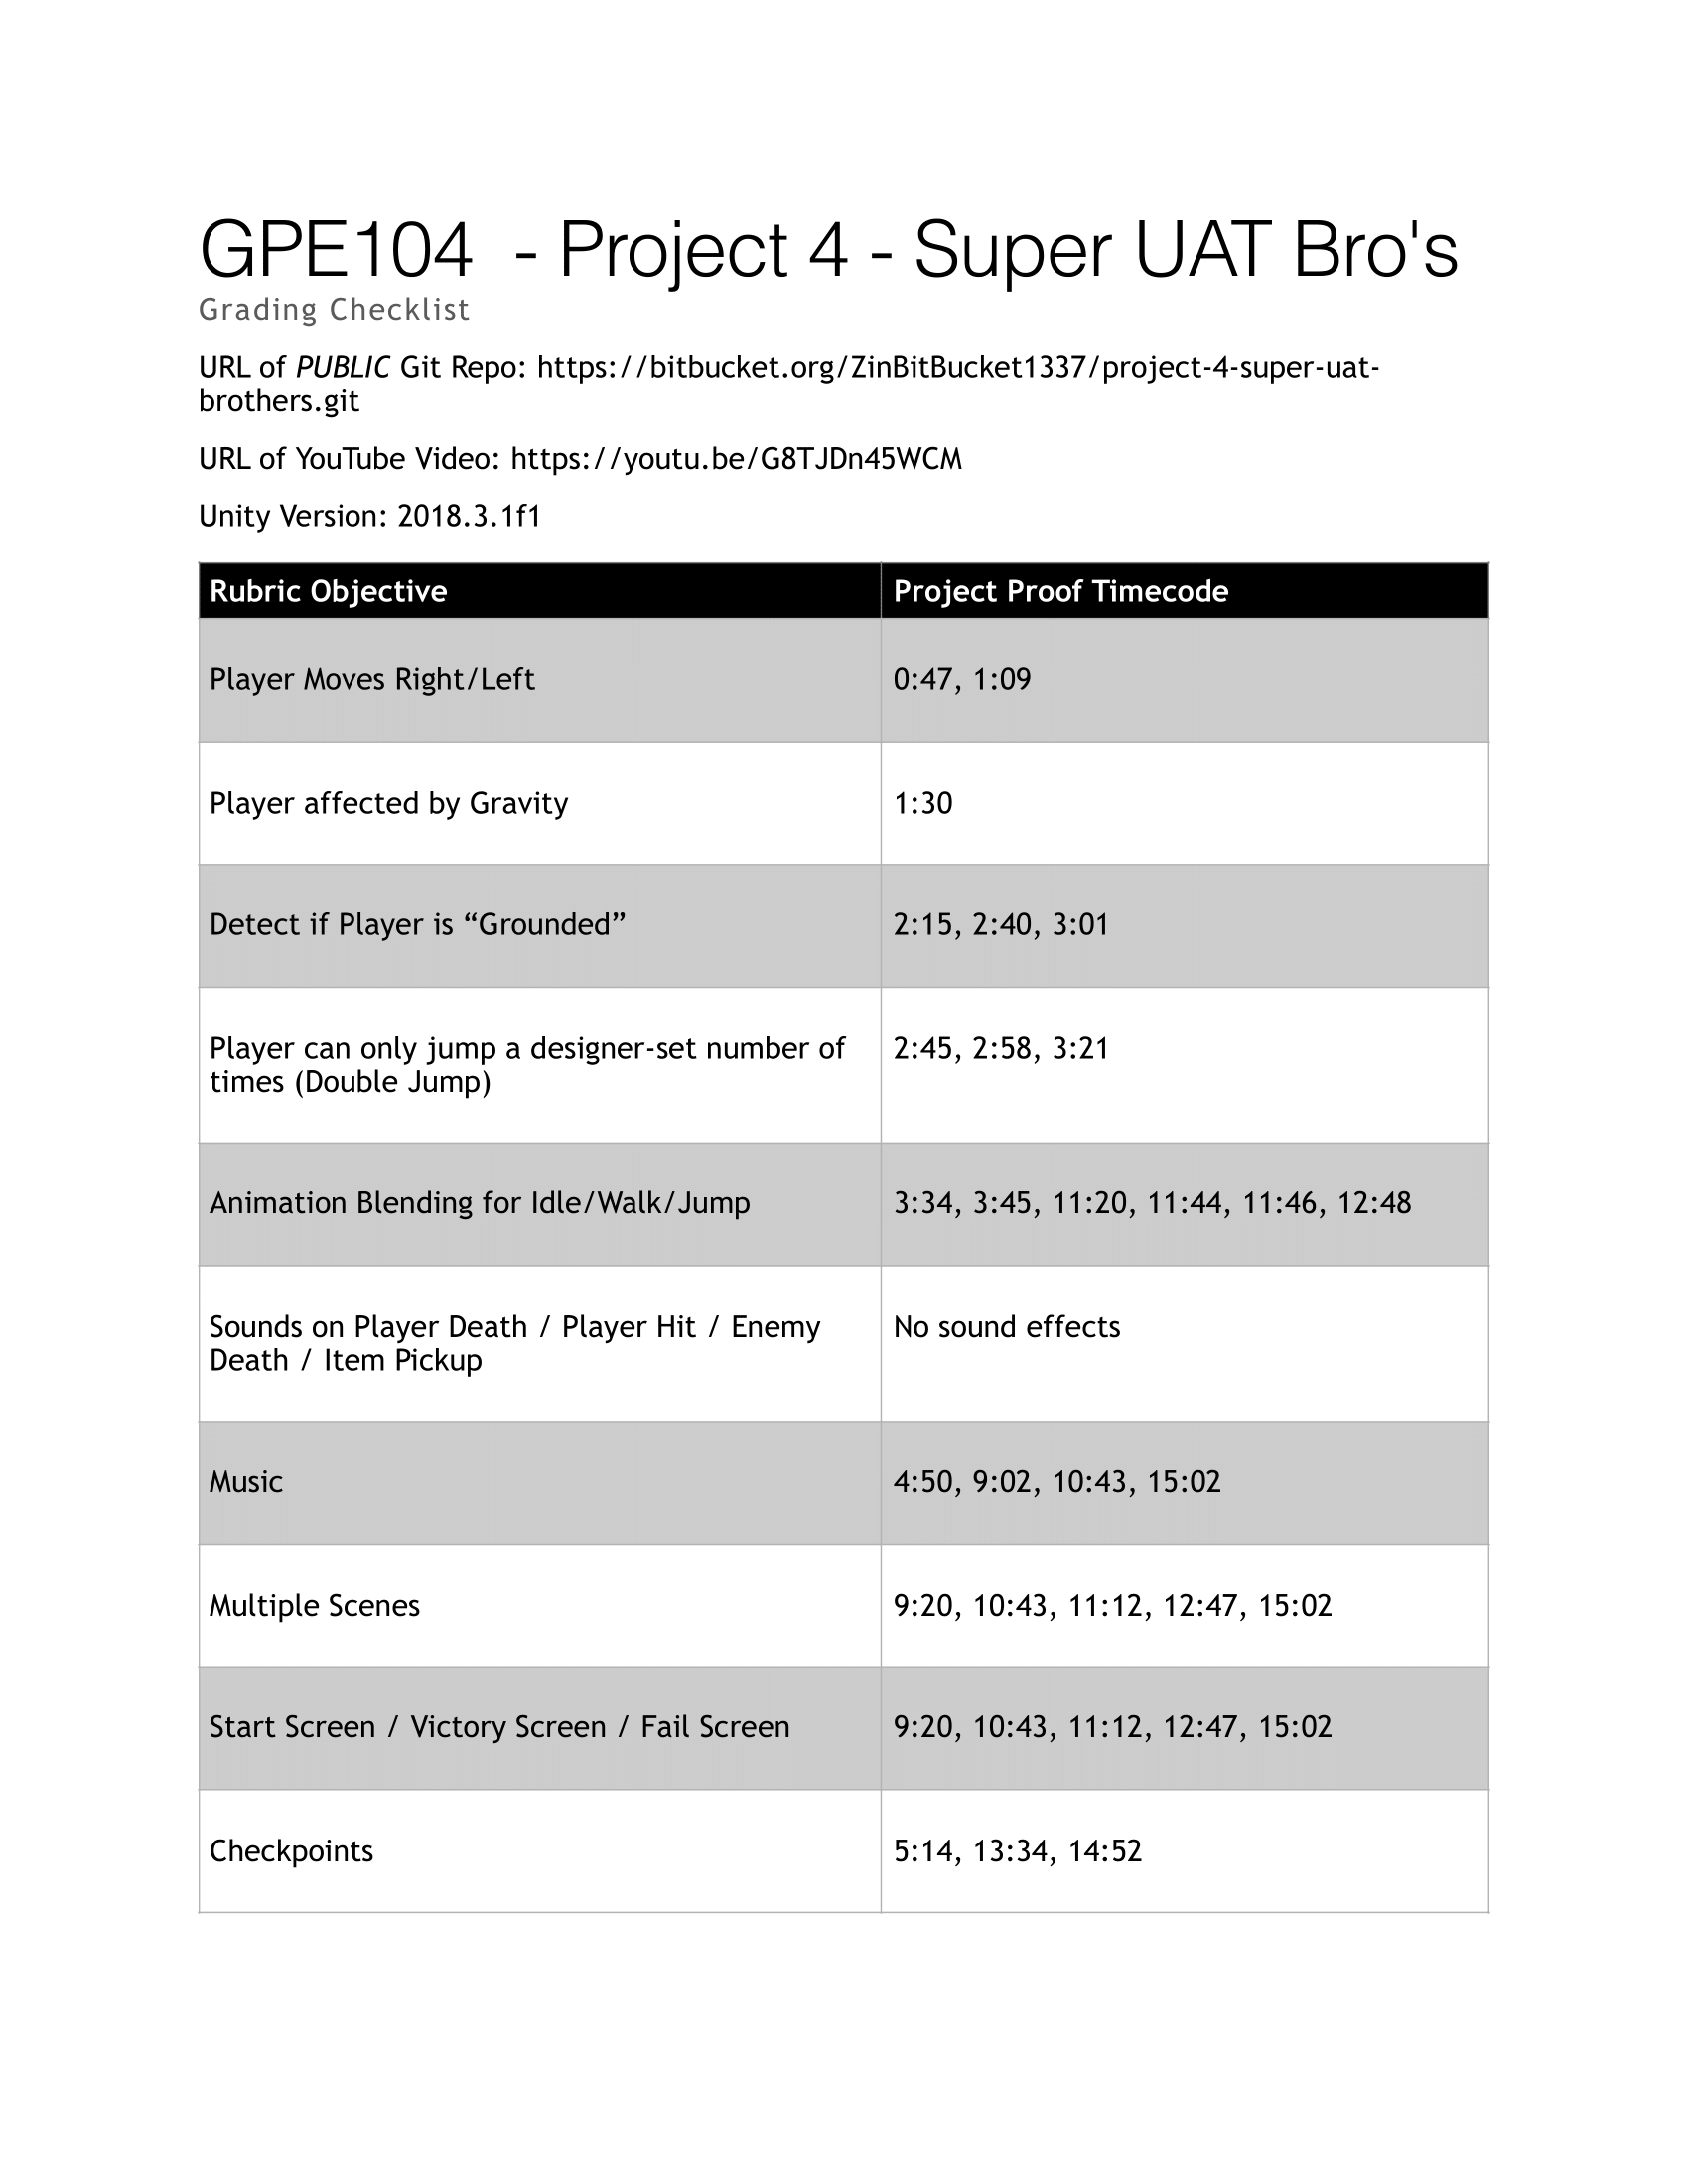 GPE104  - Project 4 - Super UAT Bro's
Grading Checklist
URL of PUBLIC Git Repo: https://bitbucket.org/ZinBitBucket1337/project-4-super-uat-
brothers.git
URL of YouTube Video: https://youtu.be/G8TJDn45WCM
Unity Version: 2018.3.1f1
Rubric Objective Project Proof Timecode
Player Moves Right/Left 0:47, 1:09
Player affected by Gravity 1:30
Detect if Player is “Grounded” 2:15, 2:40, 3:01
Player can only jump a designer-set number of 2:45, 2:58, 3:21
times (Double Jump)
Animation Blending for Idle/Walk/Jump 3:34, 3:45, 11:20, 11:44, 11:46, 12:48
Sounds on Player Death / Player Hit / Enemy No sound effects
Death / Item Pickup
Music 4:50, 9:02, 10:43, 15:02
Multiple Scenes 9:20, 10:43, 11:12, 12:47, 15:02
Start Screen / Victory Screen / Fail Screen 9:20, 10:43, 11:12, 12:47, 15:02
Checkpoints 5:14, 13:34, 14:52